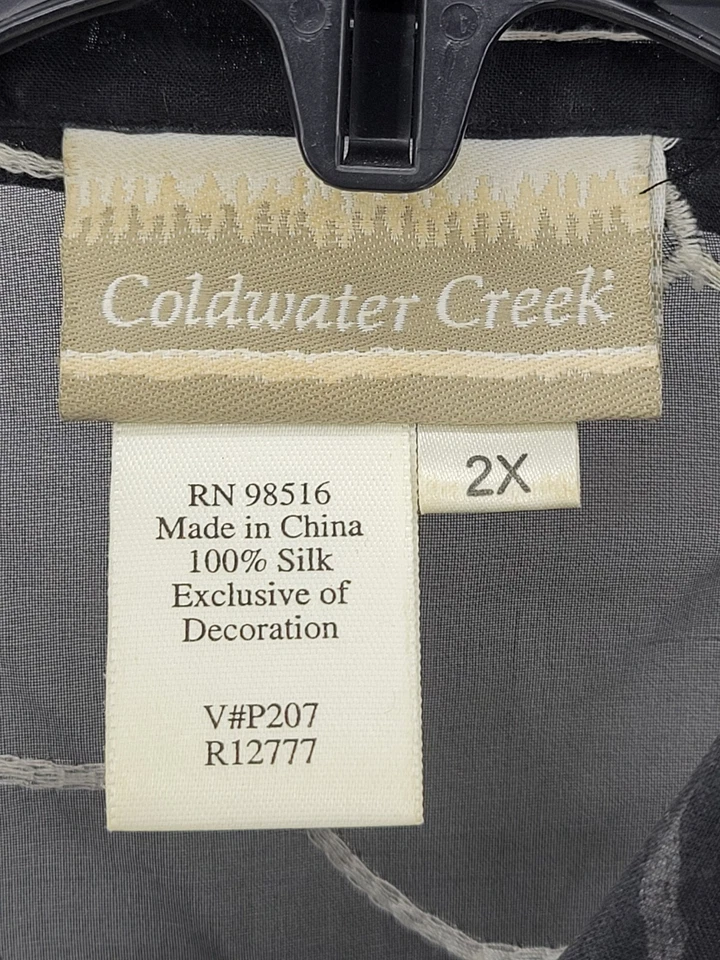 Coldwater Creek
2X
RN 98516
Made in China
100% Silk
Exclusive of
Decoration
V#P207
R12777